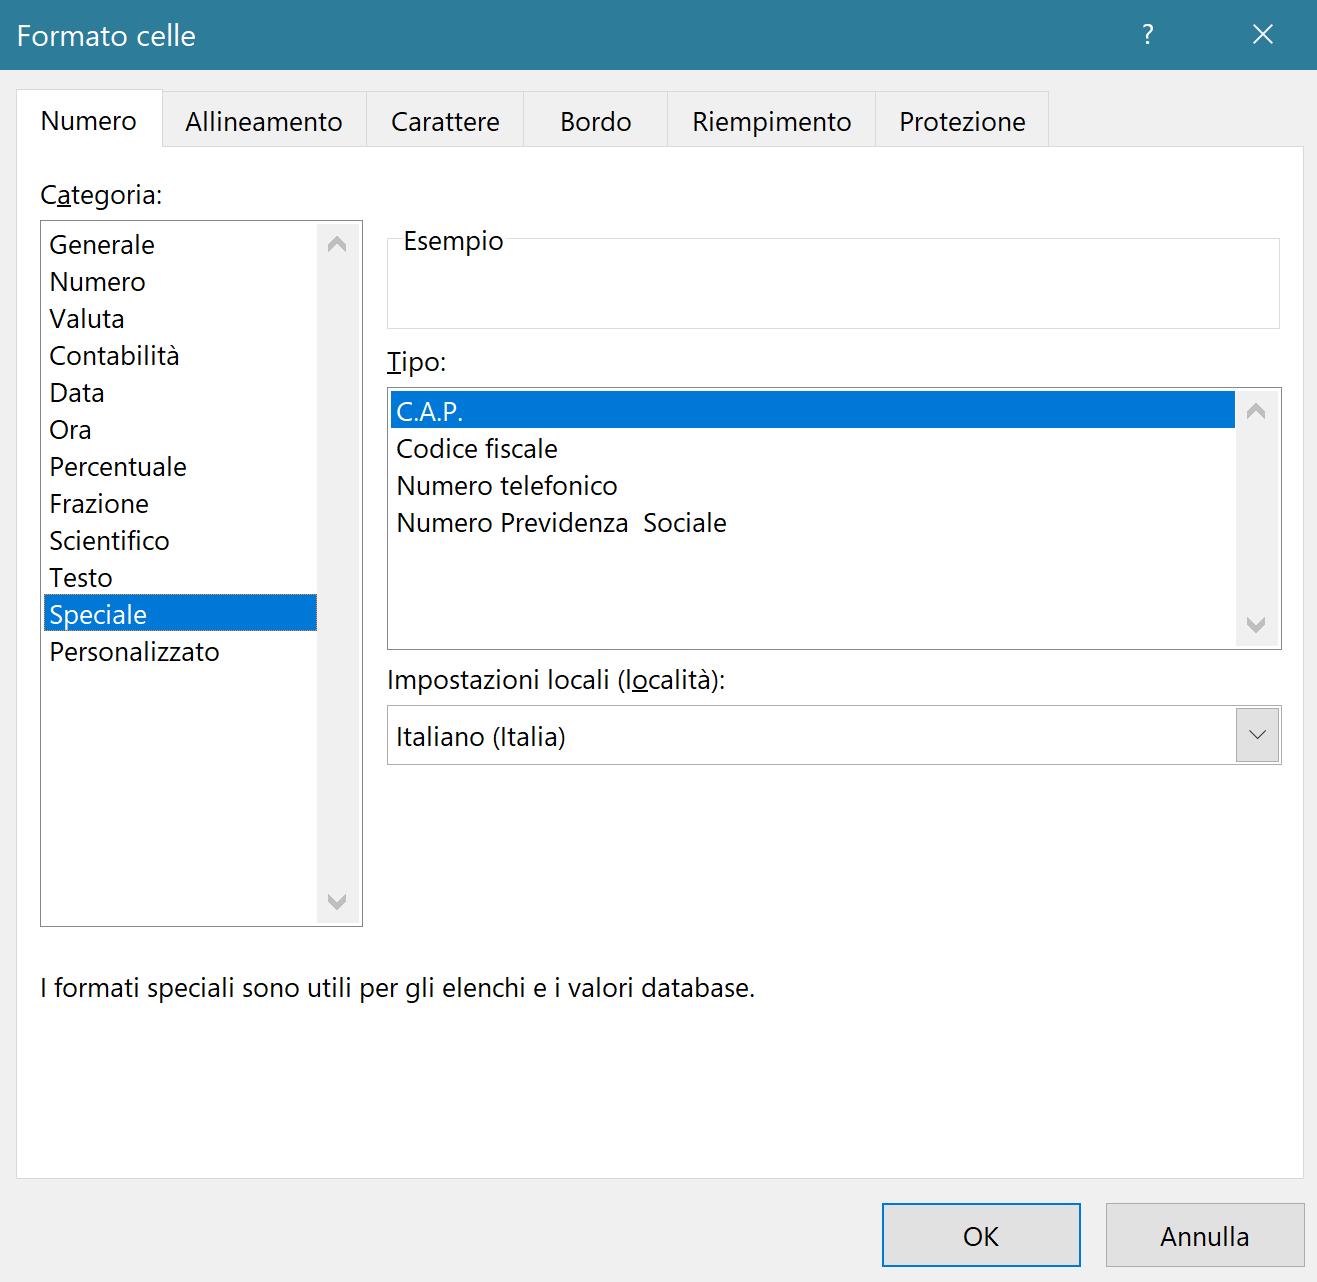 Formato celle
?
Numero Allineamento Carattere Bordo Riempimento Protezione
Categoria:
Generale
Numero
Valuta
Contabilità
Data
Ora
Percentuale
Frazione
Scientifico
Testo
Speciale
Personalizzato
Esempio
Tipo:
C.A.P.
Codice fiscale
Numero telefonico
Numero Previdenza  Sociale
Impostazioni locali (località):
Italiano (Italia)
I formati speciali sono utili per gli elenchi e i valori database.
OK Annulla